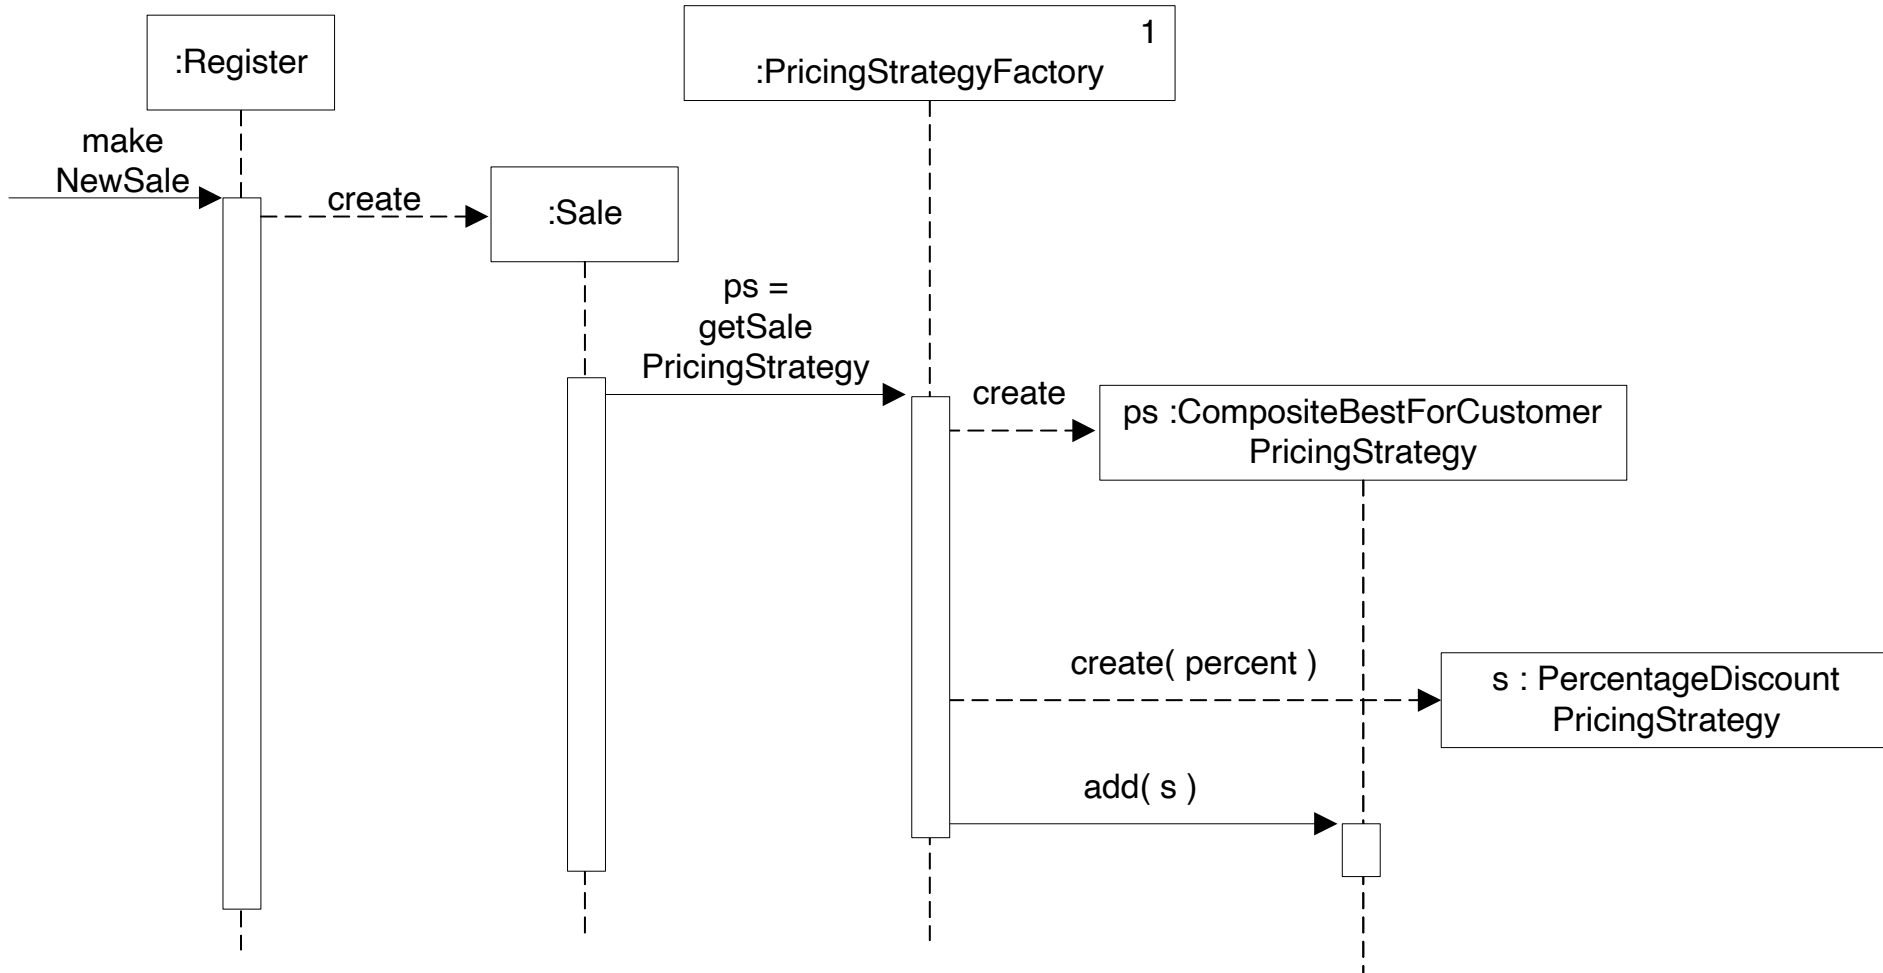 :Register
1
:PricingStrategyFactory
make
NewSale
create
:Sale
ps =
getSale
PricingStrategy
create
ps :CompositeBestForCustomer
PricingStrategy
create( percent )
s : PercentageDiscount
PricingStrategy
add( s )